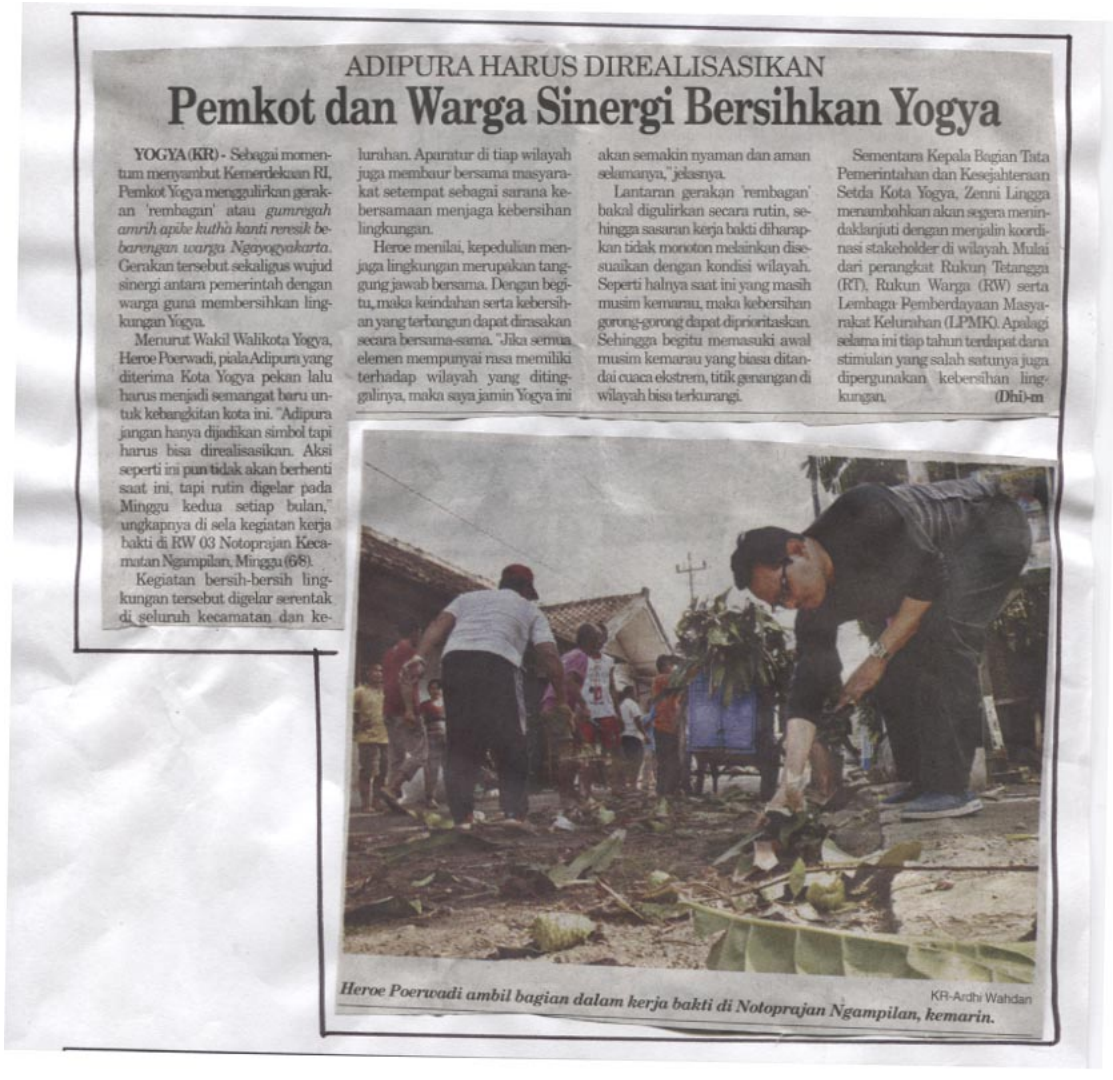 ADIPURA HARUS DIREALISASIKAN
Pemkot dan Warga Sinergi Bersihkan Yogya
YOGYA (KR) - Sebagai momen-
tum menyambut Kemerdekaan RI,
Pemkot Yogya menggulirkan gerak-
an 'rembagan' atau gumregah
amrih apike kutha kanti reresik be-
barengan warga Ngayogyakarta.
Gerakan tersebut sekaligus wujud
sinergi antara pemerintah dengan
warga guna membersihkan ling-
kungan Yogya.
Menurut Wakil Walikota Yogya,
Heroe Poerwadi, piala Adipura yang
diterima Kota Yogya pekan lalu
harus menjadi semangat baru un-
tuk kebangkitan kota ini. "Adipura
jangan hanya dijadikan simbol tapi
harus bisa direalisasikan. Aksi
seperti ini pun tidak akan berhenti
saat ini, tapi rutin digelar pada
Minggu kedua setiap bulan,"
ungkapnya di sela kegiatan kerja
bakti di RW 03 Notoprajan Keca-
matan Ngampilan, Minggu (6/8).
Kegiatan bersih-bersih ling-
kungan tersebut digelar serentak
di seluruh kecamatan dan ke-
lurahan. Aparatur di tiap wilayah
juga membaur bersama masyara-
kat setempat sebagai sarana ke-
bersamaan menjaga kebersihan
lingkungan.
Heroe menilai, kepedulian men-
jaga lingkungan merupakan tang-
gung jawab bersama. Dengan begi-
tu, maka keindahan serta kebersih-
an yang terbangun dapat dirasakan
secara bersama-sama. "Jika semua
elemen mempunyai rasa memiliki
terhadap wilayah yang diting-
galinya, maka saya jamin Yogya ini
akan semakin nyaman dan aman
selamanya," jelasnya.
Lantaran gerakan 'rembagan'
bakal digulirkan secara rutin, se-
hingga sasaran kerja bakti diharap-
kan tidak monoton melainkan dise-
suaikan dengan kondisi wilayah.
Seperti halnya saat ini yang masih
musim kemarau, maka kebersihan
gorong-gorong dapat diprioritaskan.
Sehingga begitu memasuki awal
musim kemarau yang biasa ditan-
dai cuaca ekstrem, titik genangan di
wilayah bisa terkurangi.
Sementara Kepala Bagian Tata
Pemerintahan dan Kesejahteraan
Setda Kota Yogya, Zenni Lingga
menambahkan akan segera menin-
daklanjuti dengan menjalin koordi-
nasi stakeholder di wilayah. Mulai
dari perangkat Rukun Tetangga
(RT), Rukun Warga (RW) serta
Lembaga Pemberdayaan Masya-
rakat Kelurahan (LPMK). Apalagi
selama ini tiap tahun terdapat dana
stimulan yang salah satunya juga
dipergunakan kebersihan ling-
kungan. (Dhi)-m
KR-Ardhi Wahdan
Heroe Poerwadi ambil bagian dalam kerja bakti di Notoprajan Ngampilan, kemarin.